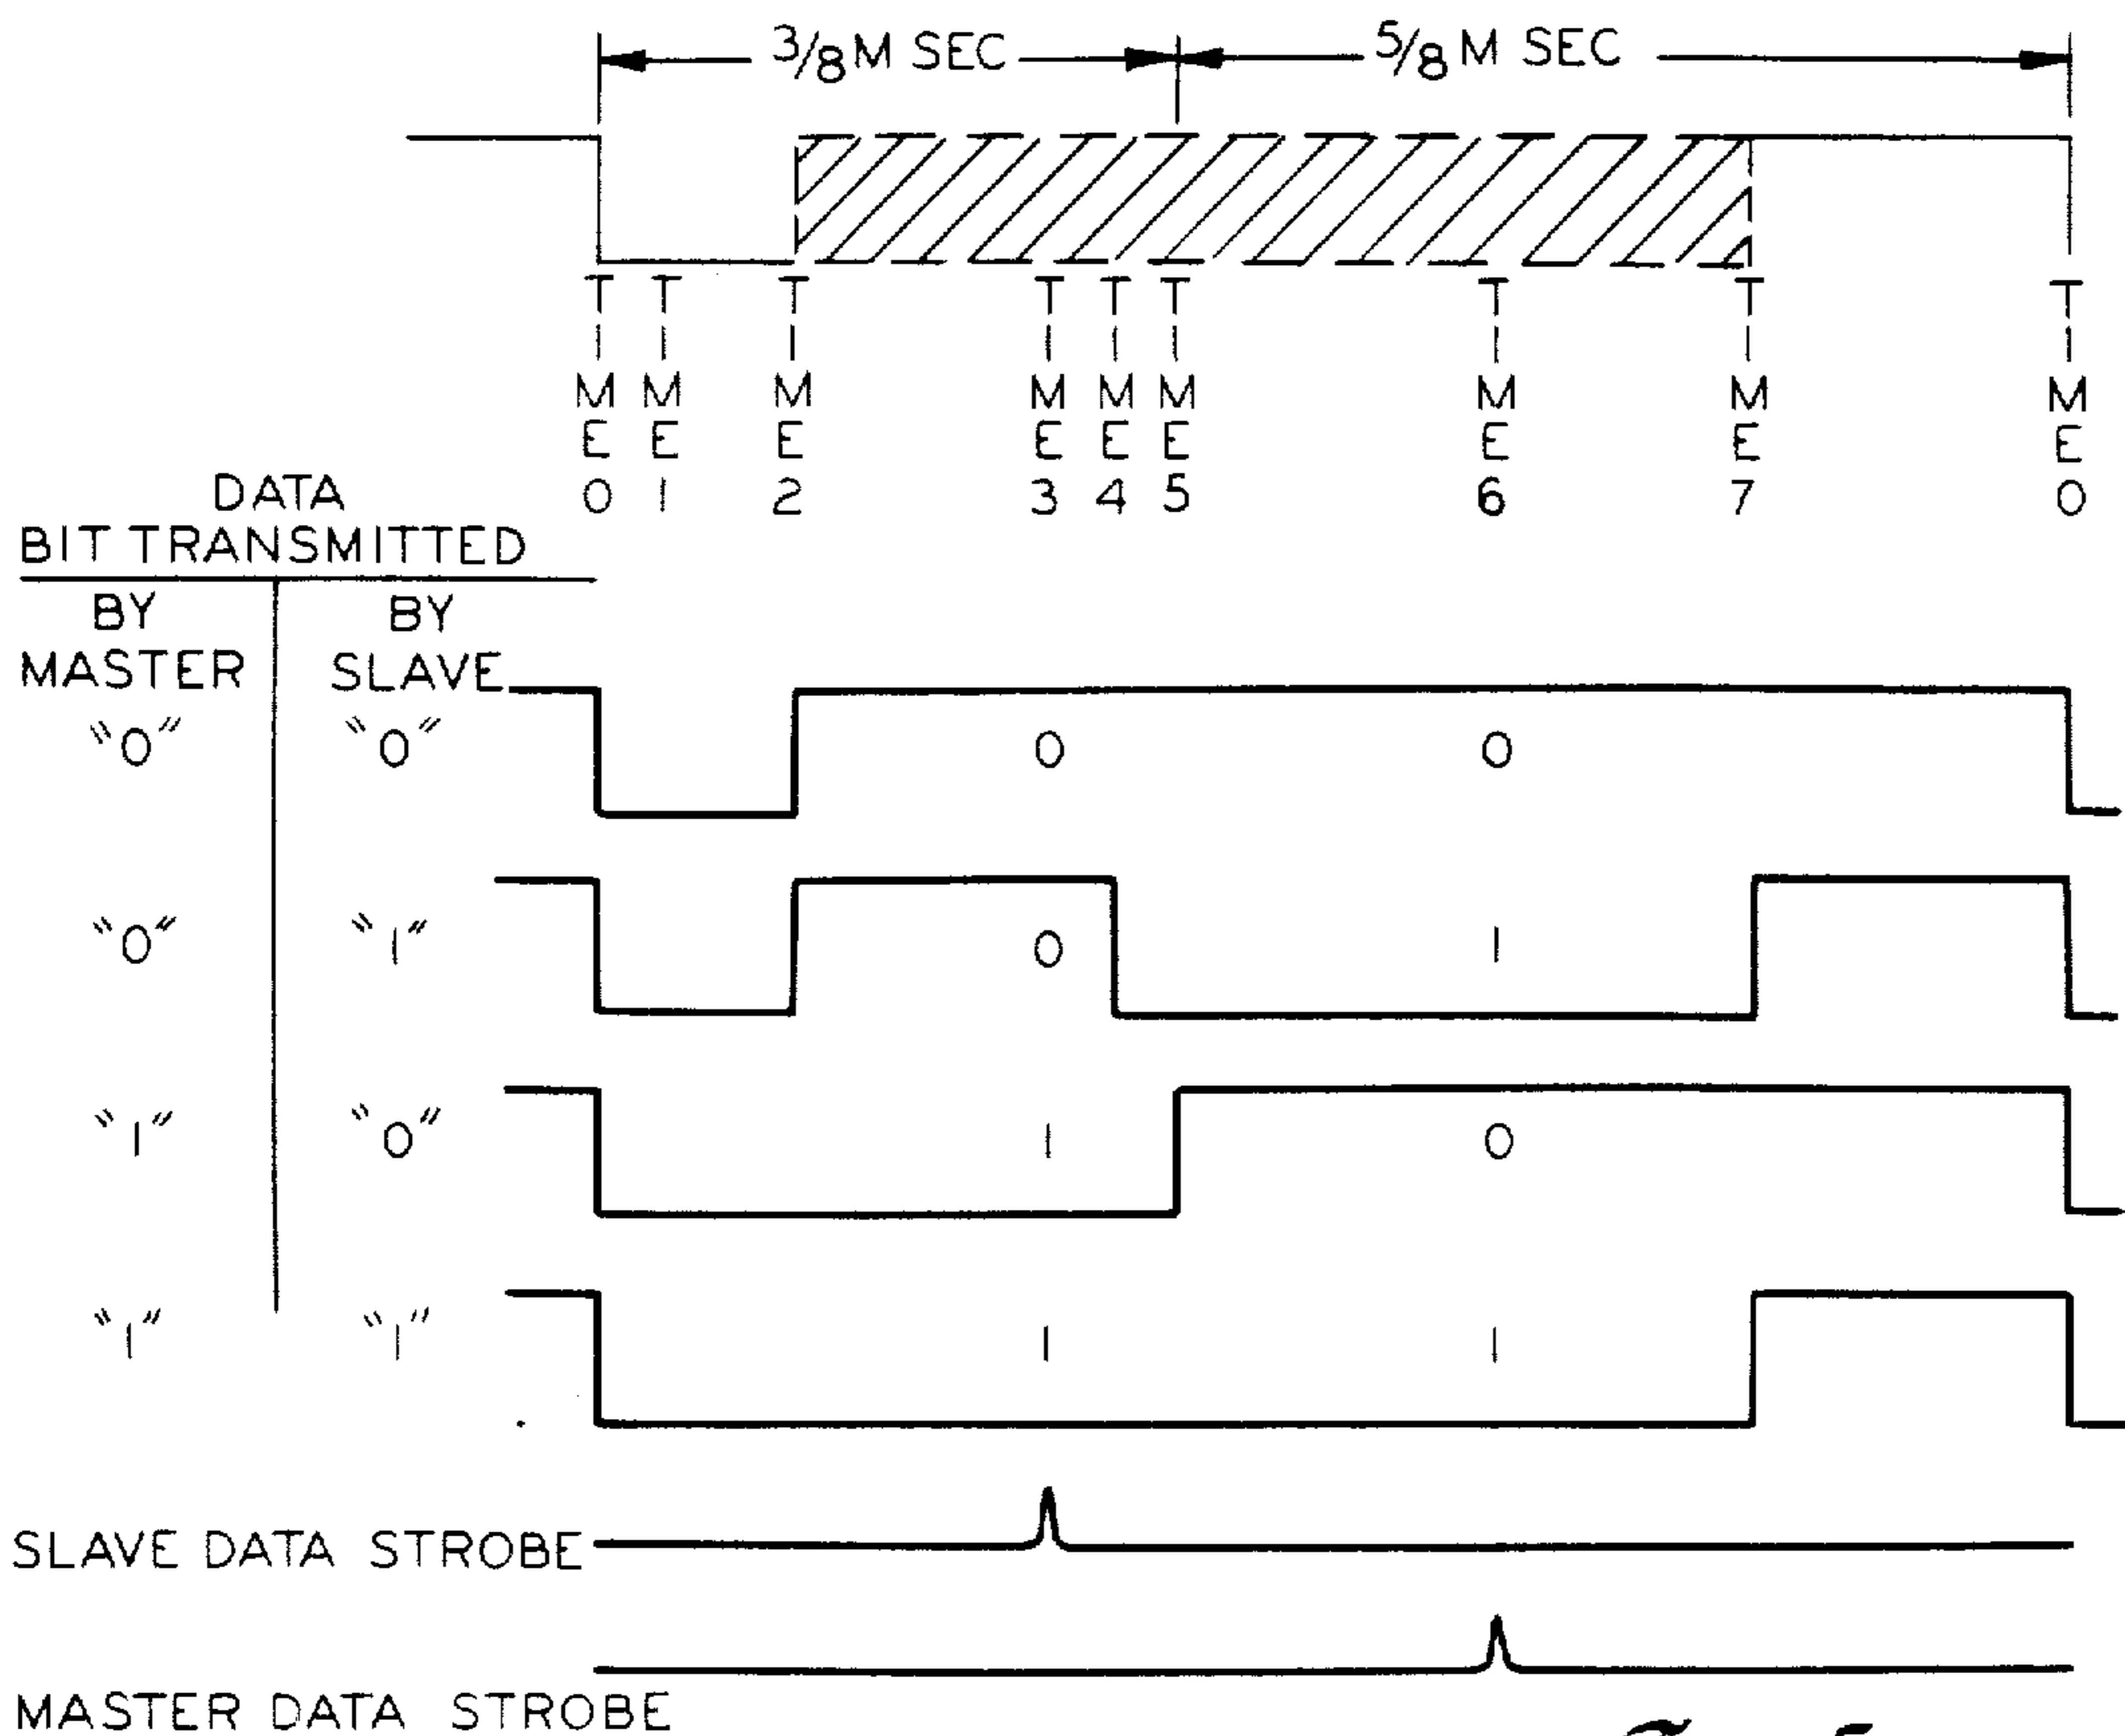 3/8 M SEC 5/8 M SEC
TIME 0 TIME 1 TIME 2 TIME 3 TIME 4 TIME 5 TIME 6 TIME 7 TIME 0
DATA
BIT TRANSMITTED
BY BY
MASTER SLAVE
"0" "0" 0 0
"0" "1" 0 1
"1" "0" 1 0
"1" "1" 1 1
SLAVE DATA STROBE
MASTER DATA STROBE